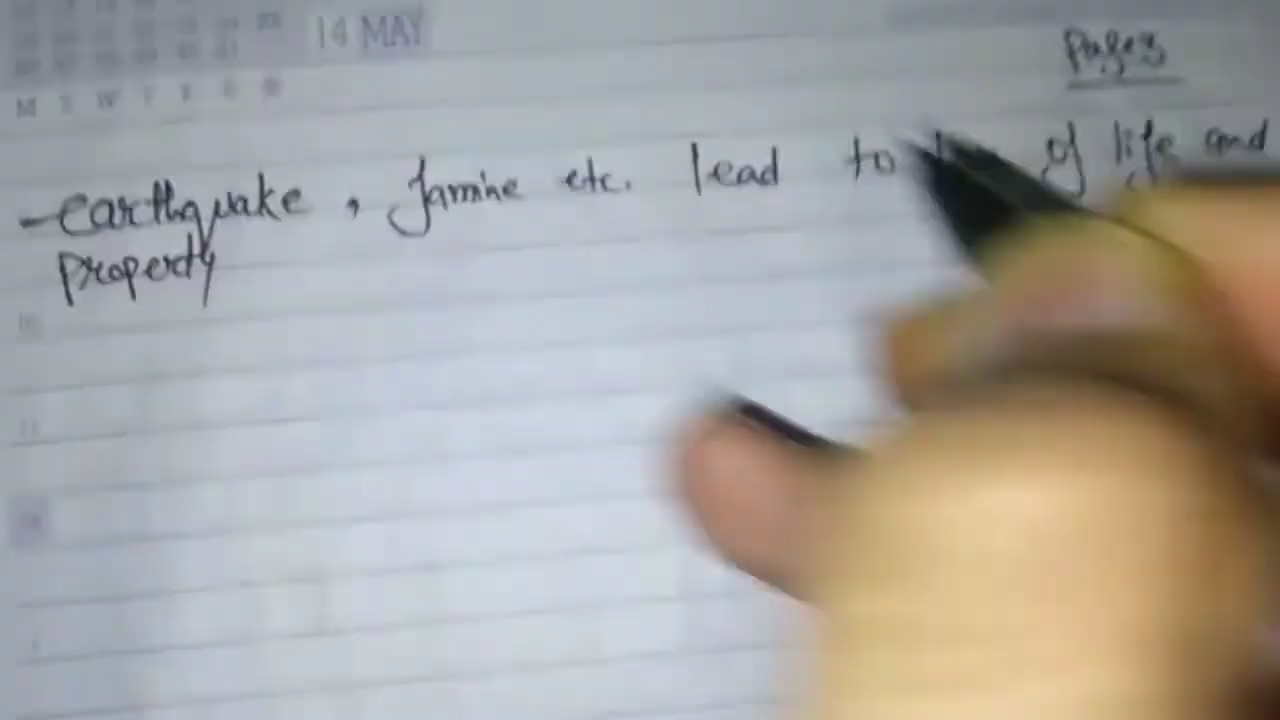 14 MAY
Pages
- earthquake, famine etc. lead to of life and
property